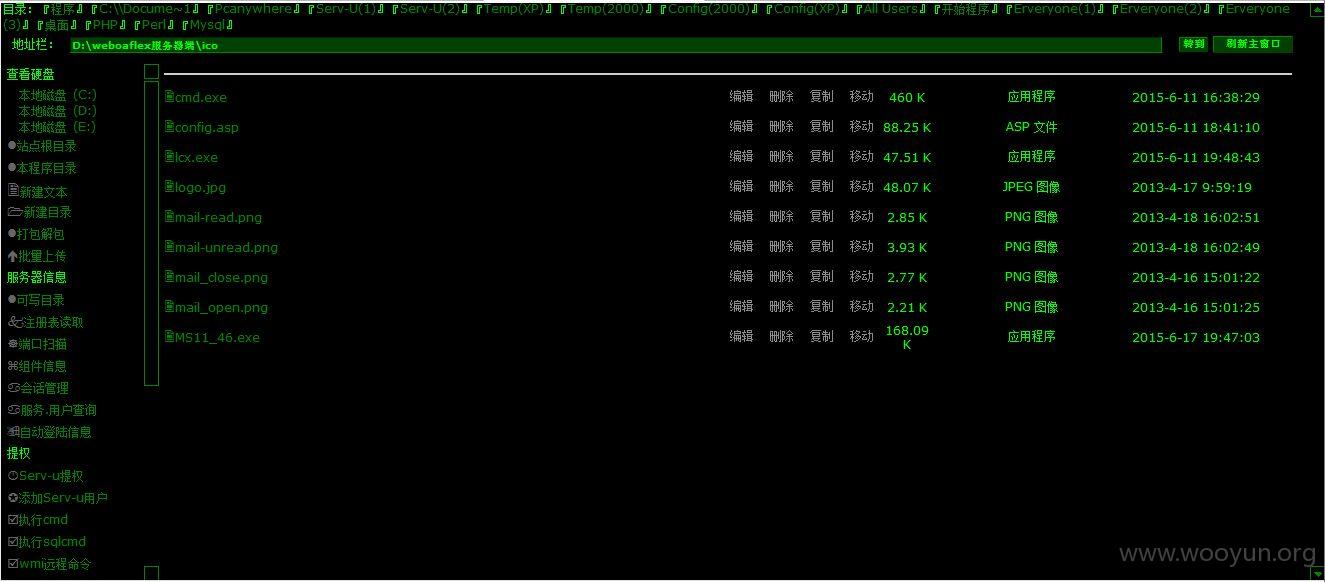 目录: 『程序』 『C:\\Docume~1』 『Pcanywhere』 『Serv-U(1)』 『Serv-U(2)』 『Temp(XP)』 『Temp(2000)』 『Config(2000)』 『Config(XP)』 『All Users』 『开始程序』 『Erveryone(1)』 『Erveryone(2)』 『Erveryone
(3)』 『桌面』 『PHP』 『Perl』 『Mysql』
地址栏: D:\weboaflex服务器端\ico 转到 刷新主窗口
查看硬盘
本地磁盘 (C:)
本地磁盘 (D:)
本地磁盘 (E:)
站点根目录
本程序目录
新建文本
新建目录
打包解包
批量上传
服务器信息
可写目录
注册表读取
端口扫描
组件信息
会话管理
服务.用户查询
自动登陆信息
提权
Serv-u提权
添加Serv-u用户
执行cmd
执行sqlcmd
wmi远程命令
cmd.exe 编辑 删除 复制 移动 460 K 应用程序 2015-6-11 16:38:29
config.asp 编辑 删除 复制 移动 88.25 K ASP 文件 2015-6-11 18:41:10
lcx.exe 编辑 删除 复制 移动 47.51 K 应用程序 2015-6-11 19:48:43
logo.jpg 编辑 删除 复制 移动 48.07 K JPEG 图像 2013-4-17 9:59:19
mail-read.png 编辑 删除 复制 移动 2.85 K PNG 图像 2013-4-18 16:02:51
mail-unread.png 编辑 删除 复制 移动 3.93 K PNG 图像 2013-4-18 16:02:49
mail_close.png 编辑 删除 复制 移动 2.77 K PNG 图像 2013-4-16 15:01:22
mail_open.png 编辑 删除 复制 移动 2.21 K PNG 图像 2013-4-16 15:01:25
MS11_46.exe 编辑 删除 复制 移动 168.09 K 应用程序 2015-6-17 19:47:03
www.wooyun.org